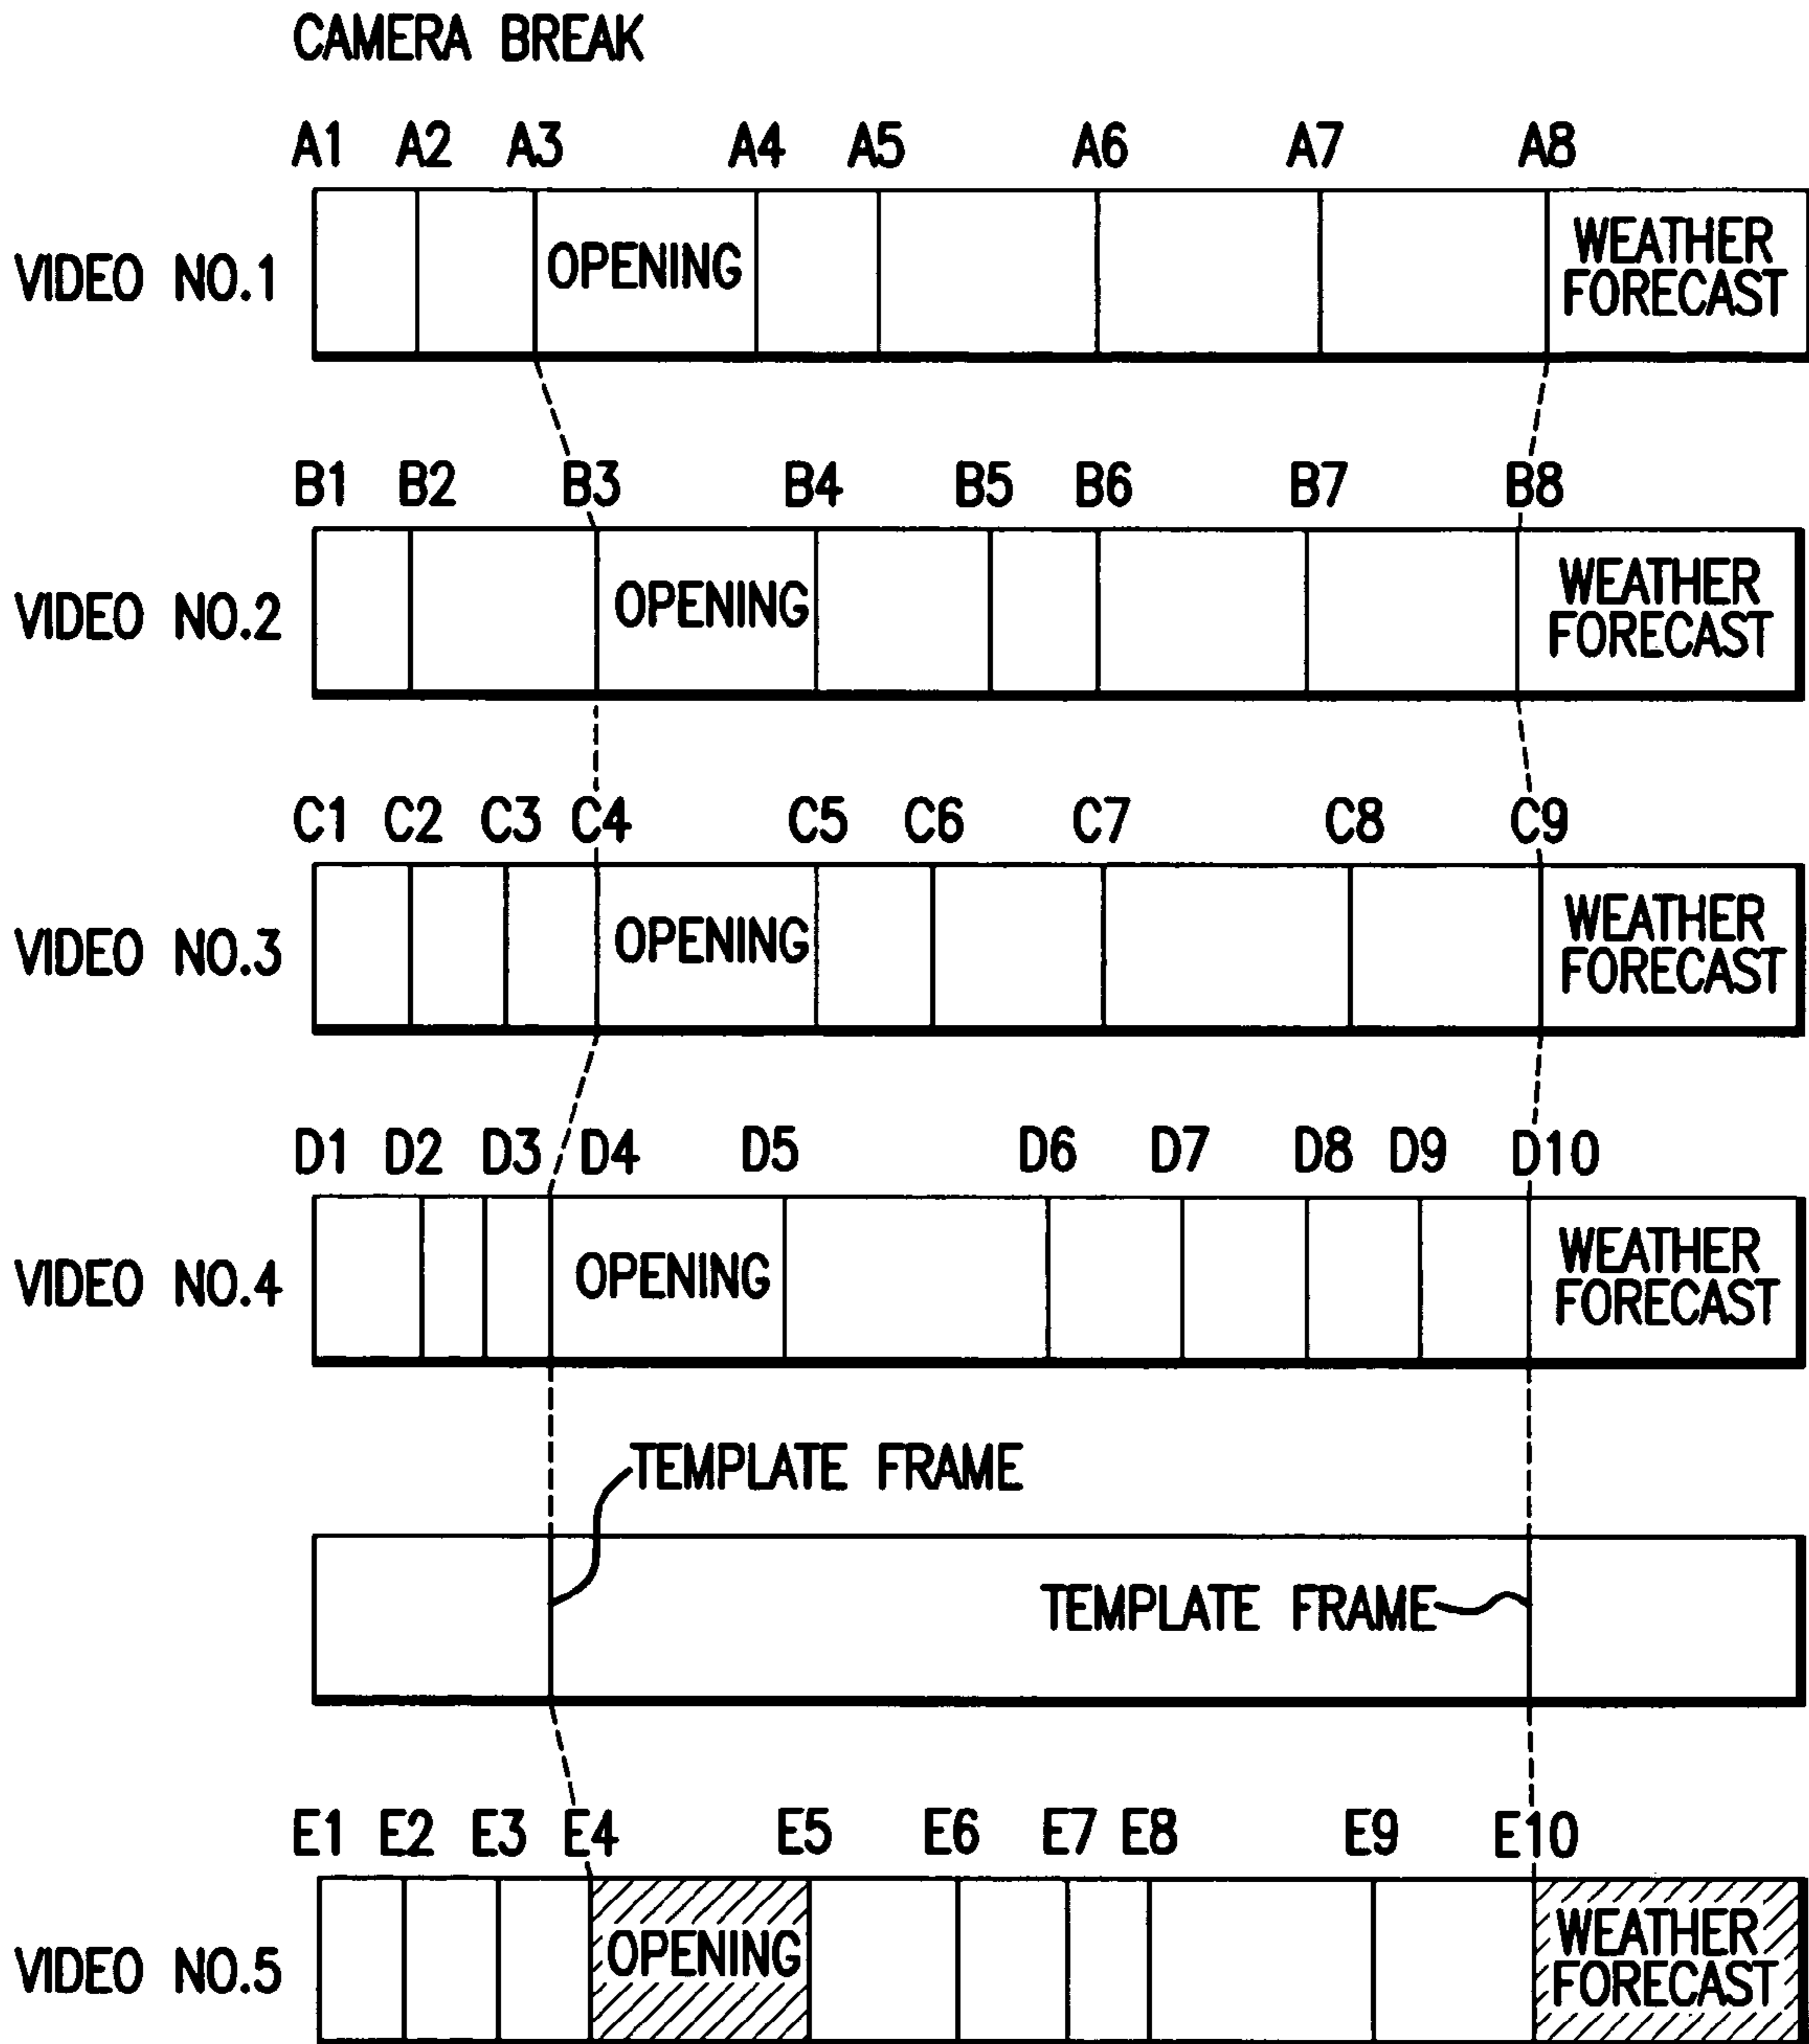 CAMERA BREAK
A1 A2 A3 A4 A5 A6 A7 A8
VIDEO NO.1
OPENING
WEATHER
FORECAST
B1 B2 B3 B4 B5 B6 B7 B8
VIDEO NO.2
OPENING
WEATHER
FORECAST
C1 C2 C3 C4 C5 C6 C7 C8 C9
VIDEO NO.3
OPENING
WEATHER
FORECAST
D1 D2 D3 D4 D5 D6 D7 D8 D9 D10
VIDEO NO.4
OPENING
WEATHER
FORECAST
TEMPLATE FRAME
TEMPLATE FRAME
E1 E2 E3 E4 E5 E6 E7 E8 E9 E10
VIDEO NO.5
OPENING
WEATHER
FORECAST